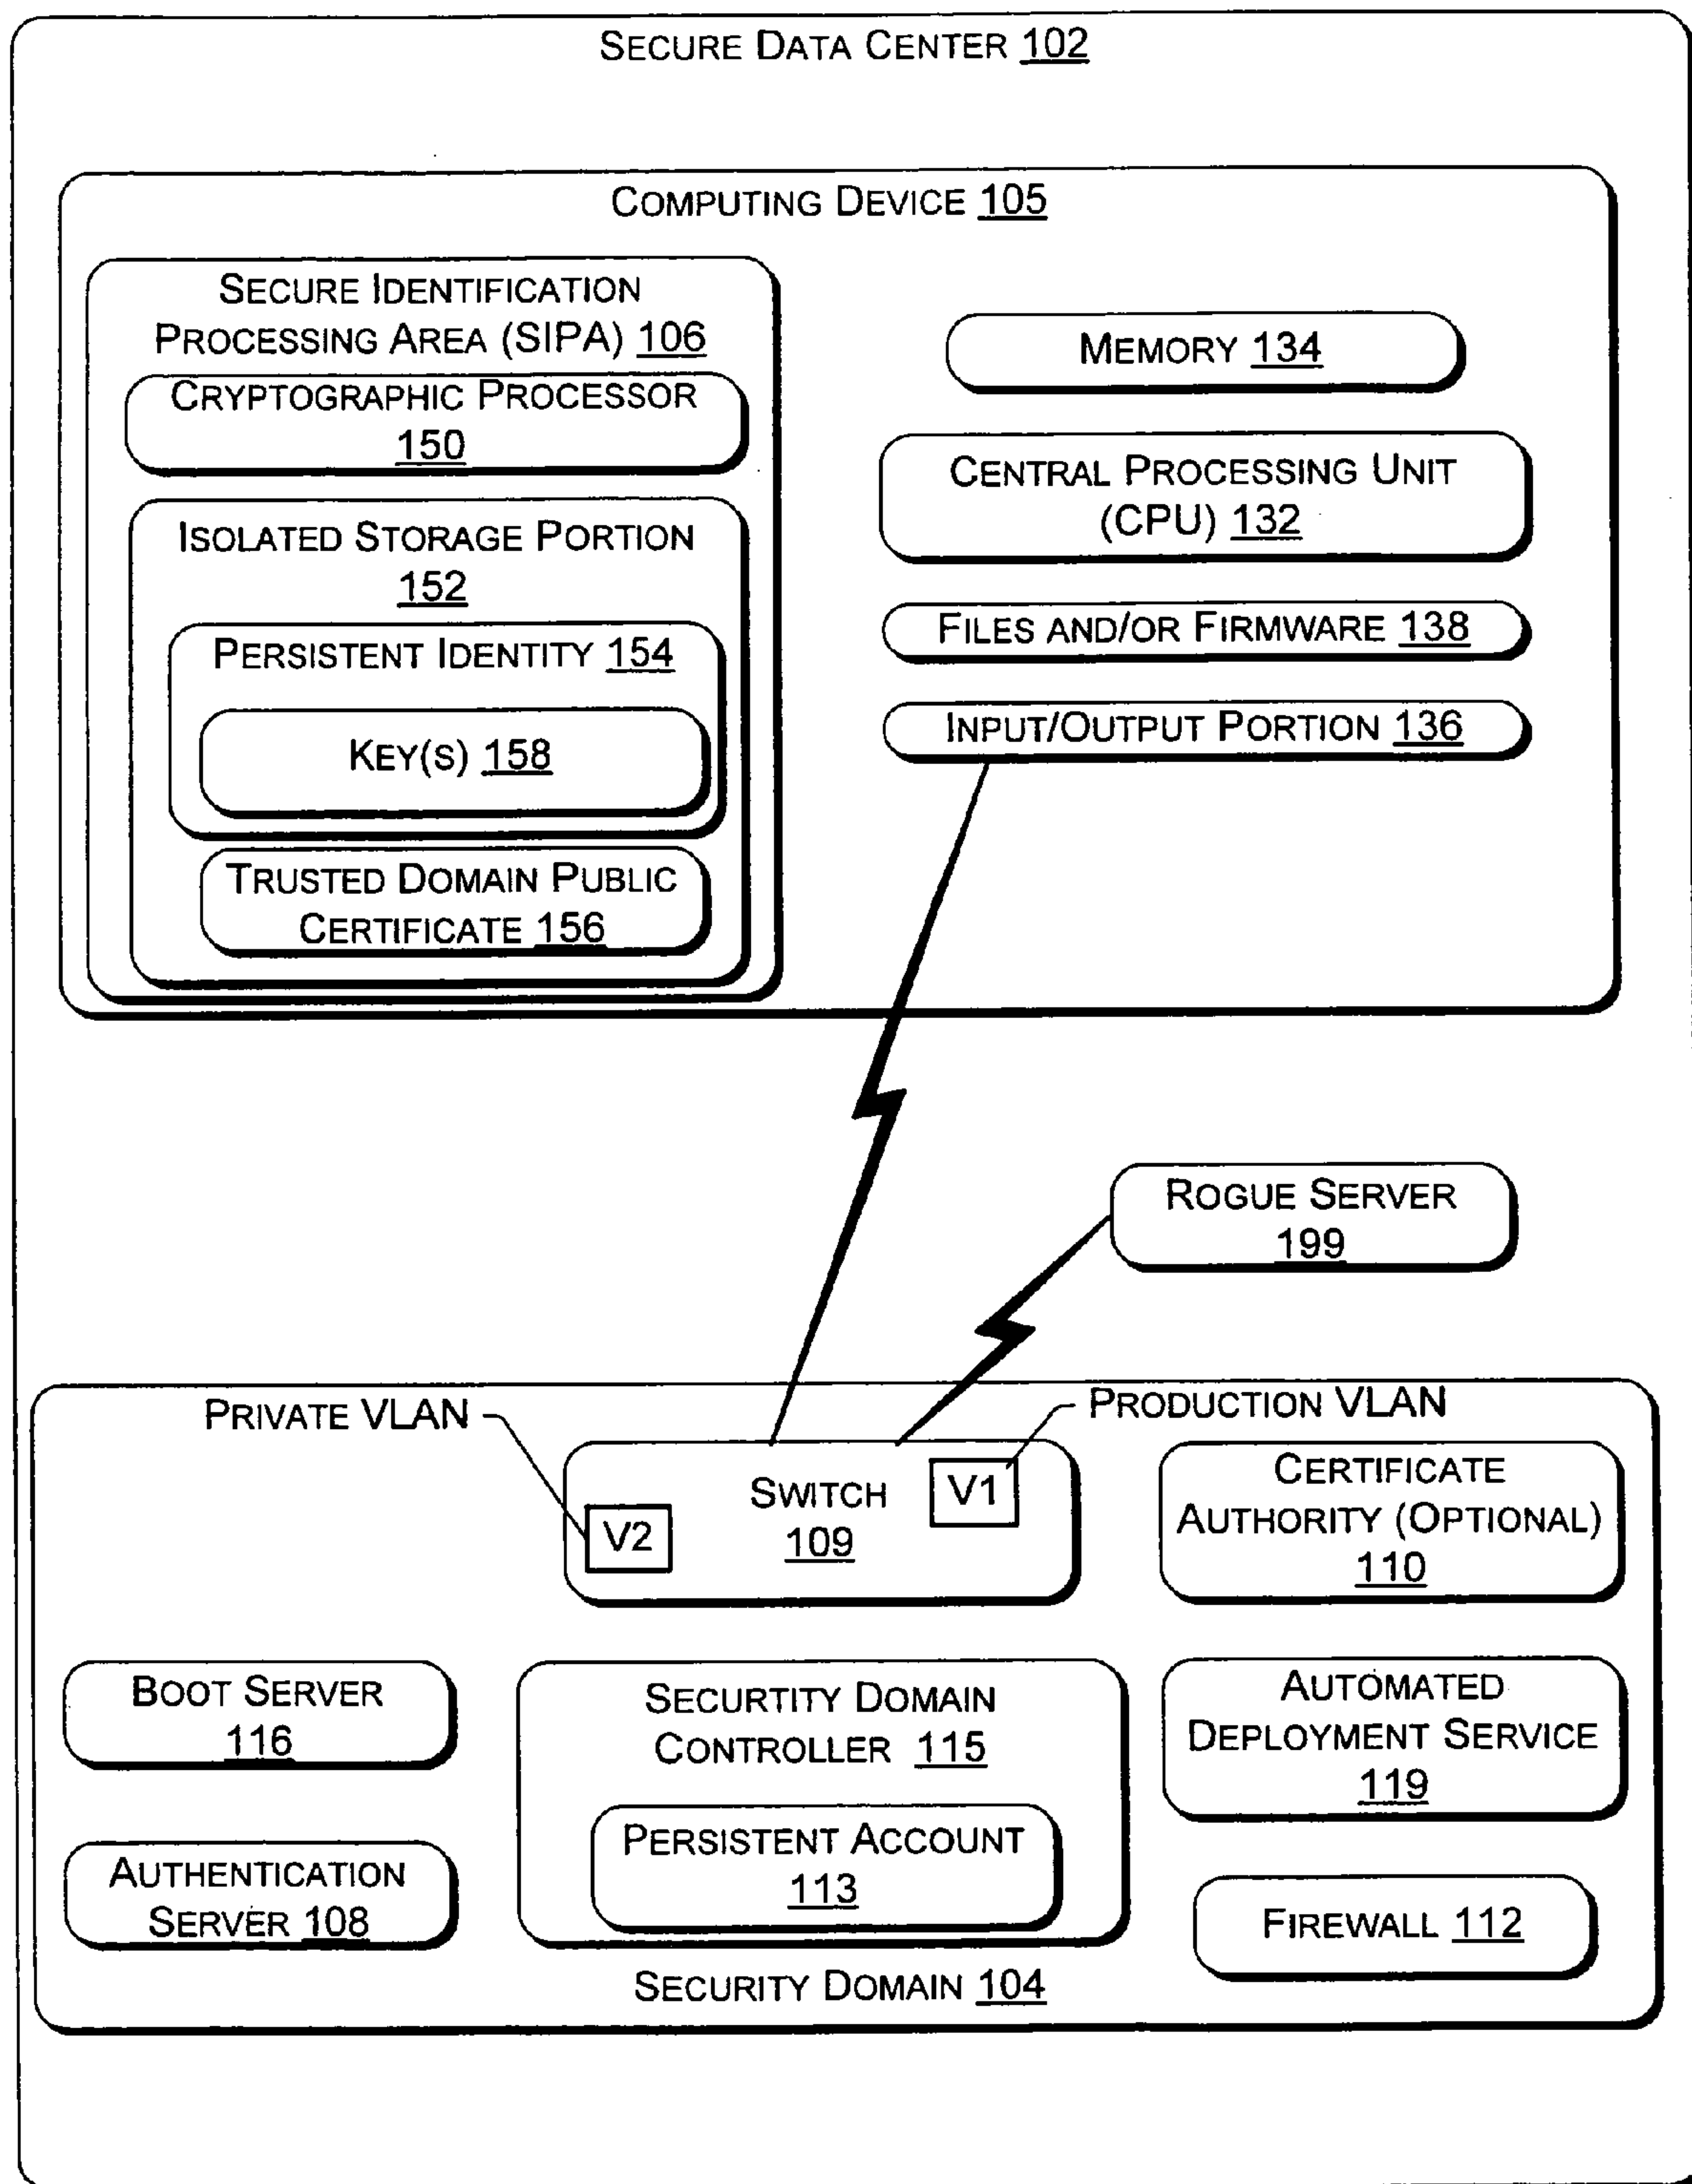 SECURE DATA CENTER 102
COMPUTING DEVICE 105
SECURE IDENTIFICATION
PROCESSING AREA (SIPA) 106
CRYPTOGRAPHIC PROCESSOR
150
ISOLATED STORAGE PORTION
152
PERSISTENT IDENTITY 154
KEY(S) 158
TRUSTED DOMAIN PUBLIC
CERTIFICATE 156
MEMORY 134
CENTRAL PROCESSING UNIT
(CPU) 132
FILES AND/OR FIRMWARE 138
INPUT/OUTPUT PORTION 136
ROGUE SERVER
199
PRIVATE VLAN
PRODUCTION VLAN
SWITCH
109
V1
V2
CERTIFICATE
AUTHORITY (OPTIONAL)
110
BOOT SERVER
116
SECURTITY DOMAIN
CONTROLLER 115
PERSISTENT ACCOUNT
113
AUTOMATED
DEPLOYMENT SERVICE
119
AUTHENTICATION
SERVER 108
FIREWALL 112
SECURITY DOMAIN 104